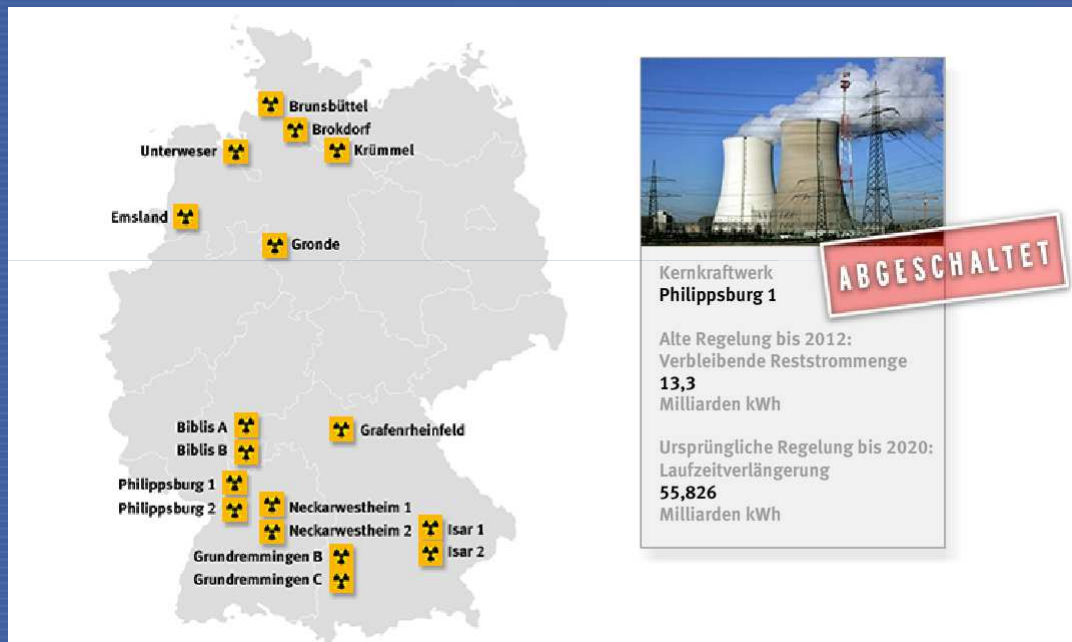 Brunsbüttel
Brokdorf
Unterweser
Krümmel
Emsland
Gronde
Biblis A
Grafenrheinfeld
Biblis B
Philippsburg 1
Philippsburg 2
Neckarwestheim 1
Neckarwestheim 2
Isar 1
Isar 2
Grundremmingen B
Grundremmingen C
ABGESCHALTET
Kernkraftwerk
Philippsburg 1
Alte Regelung bis 2012:
Verbleibende Reststrommenge
13,3
Milliarden kWh
Ursprüngliche Regelung bis 2020:
Laufzeitverlängerung
55,826
Milliarden kWh